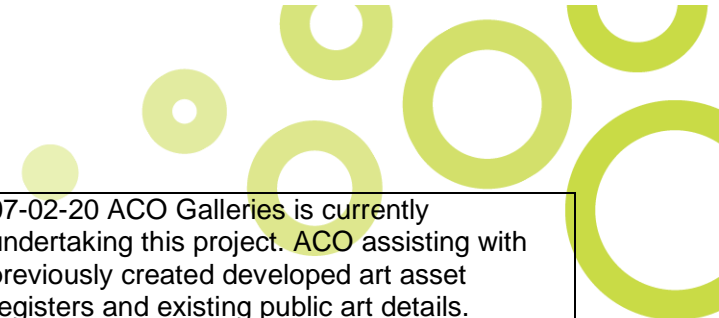 07-02-20 ACO Galleries is currently
undertaking this project. ACO assisting with
previously created developed art asset
registers and existing public art details.